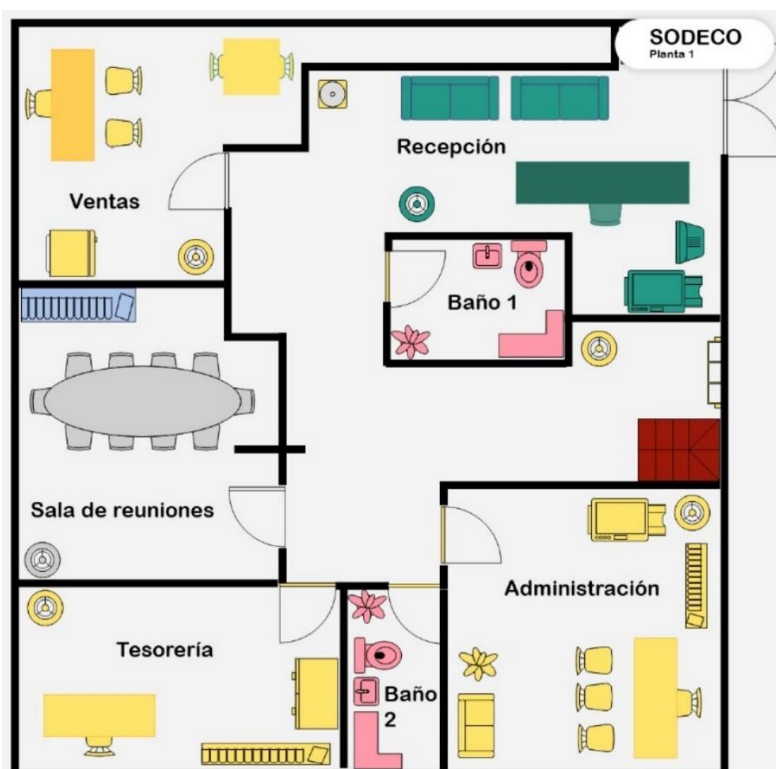 SODECO
Planta 1
Recepción
Ventas
Baño 1
Sala de reuniones
Administración
Tesorería
Baño
2